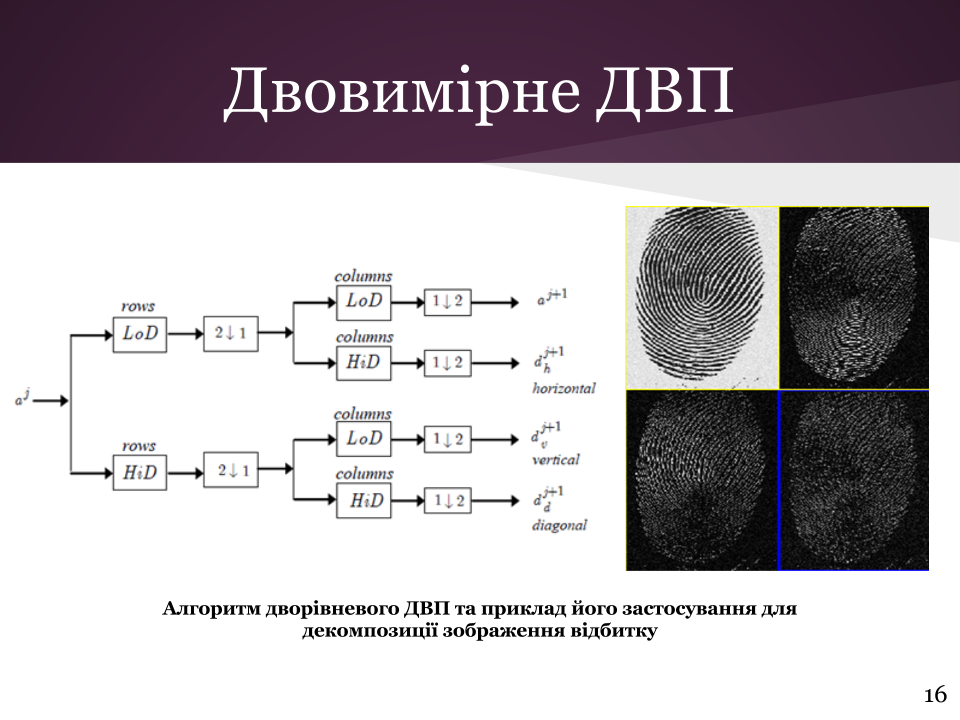 Двовимірне ДВП
columns
LoD
1↓2
a^{j+1}
rows
LoD
2↓1
columns
HiD
1↓2
d_h^{j+1}
horizontal
a^j
columns
LoD
1↓2
d_v^{j+1}
vertical
rows
HiD
2↓1
columns
HiD
1↓2
d_d^{j+1}
diagonal
Алгоритм дворівневого ДВП та приклад його застосування для
декомпозиції зображення відбитку
16